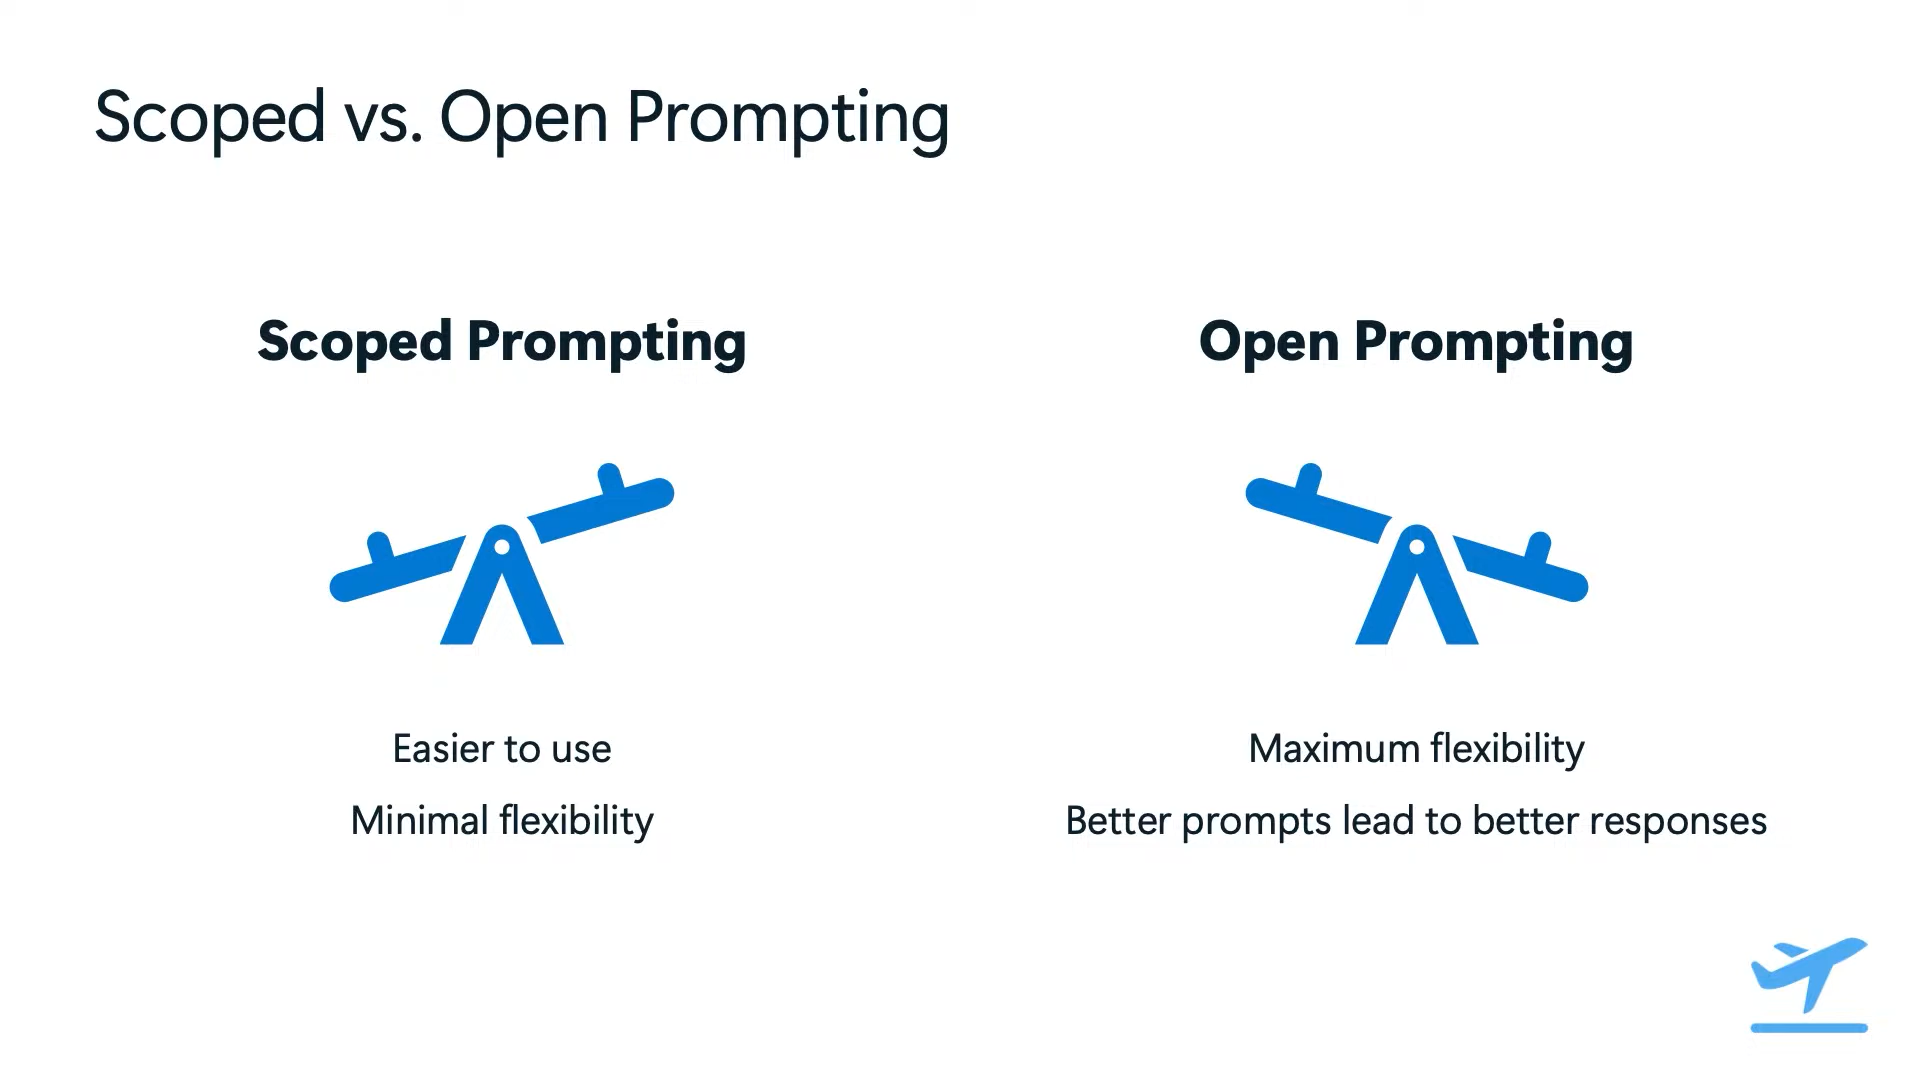 Scoped vs. Open Prompting
Scoped Prompting
Easier to use
Minimal flexibility
Open Prompting
Maximum flexibility
Better prompts lead to better responses